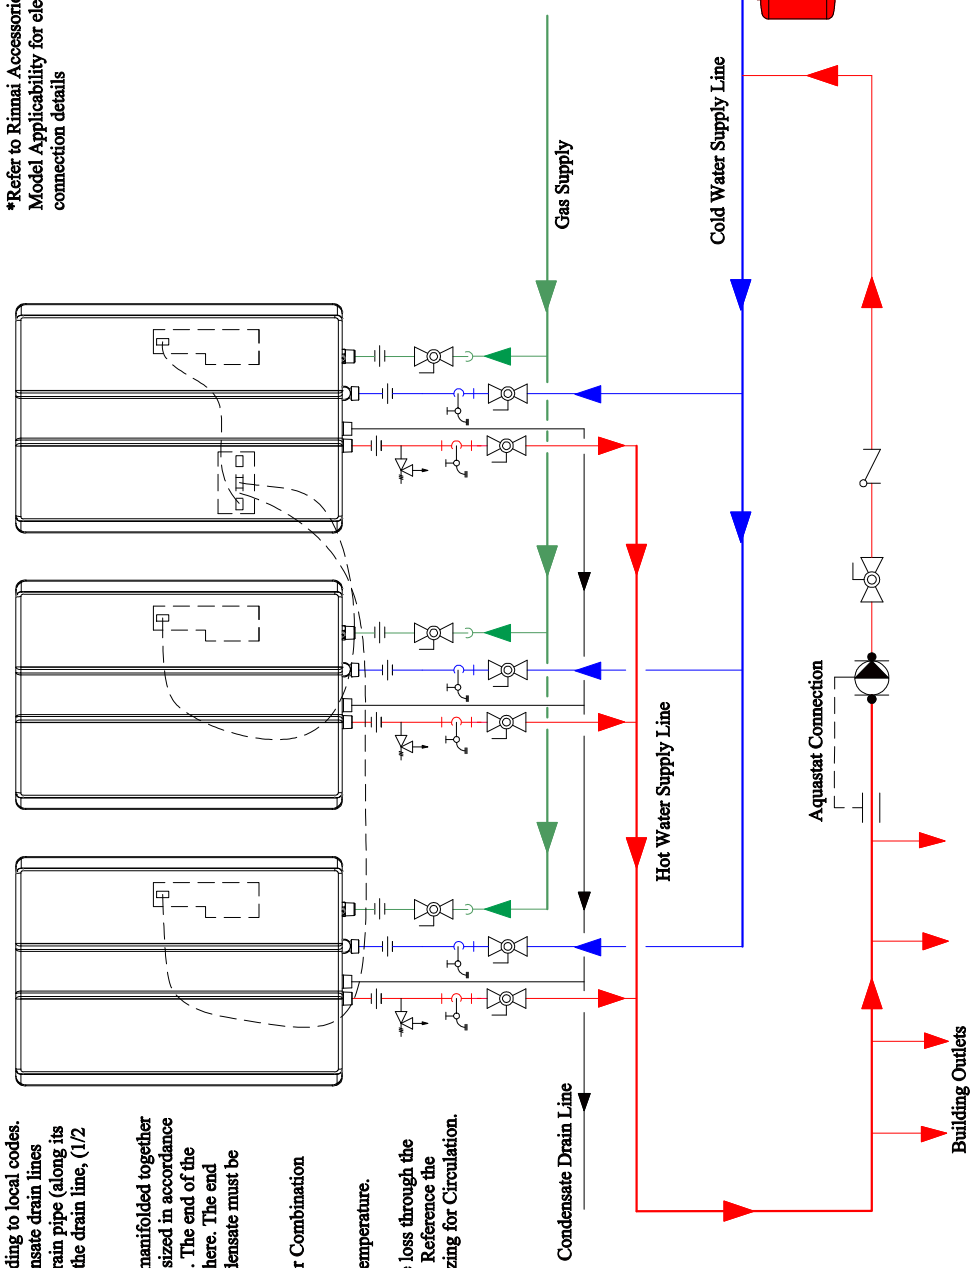 *Refer to Rinnai Accessorie
Model Applicability for ele
connection details
Gas Supply
Cold Water Supply Line
Hot Water Supply Line
Aquastat Connection
Condensate Drain Line
Building Outlets
ding to local codes.
nsate drain lines
rain pipe (along its
the drain line, (1/2
manifolded together
sized in accordance
. The end of the
here. The end
densate must be
r Combination
emperature.
e loss through the
Reference the
zing for Circulation.